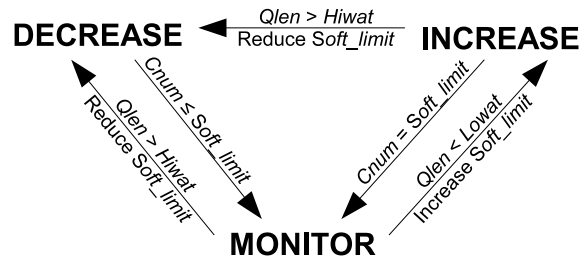 Qlen > Hiwat
DECREASE
INCREASE
Reduce Soft_limit
Cnum ≤ Soft_limit
Qlen > Hiwat
Reduce Soft_limit
Cnum = Soft_limit
Qlen < Lowat
Increase Soft_limit
MONITOR